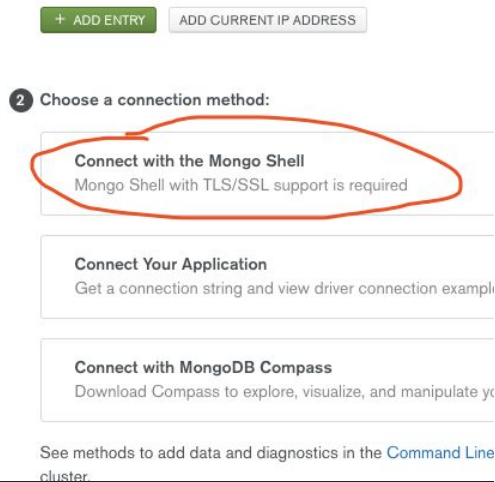 + ADD ENTRY ADD CURRENT IP ADDRESS
2 Choose a connection method:
Connect with the Mongo Shell
Mongo Shell with TLS/SSL support is required
Connect Your Application
Get a connection string and view driver connection exampl
Connect with MongoDB Compass
Download Compass to explore, visualize, and manipulate yo
See methods to add data and diagnostics in the Command Line
cluster.